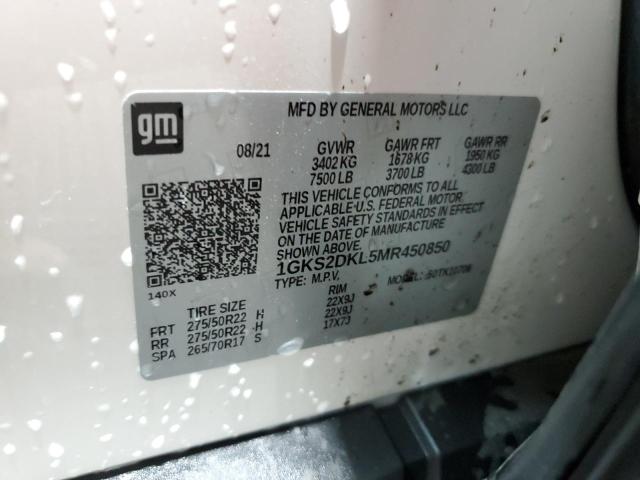 gm
MFD BY GENERAL MOTORS LLC
08/21 GVWR GAWR FRT GAWR RR
3402 KG 1678 KG 1950 KG
7500 LB 3700 LB 4300 LB
THIS VEHICLE CONFORMS TO ALL
APPLICABLE U.S. FEDERAL MOTOR
VEHICLE SAFETY STANDARDS IN EFFECT
ON THE DATE OF MANUFACTURE
SHOWN ABOVE.
1GKS2DKL5MR450850
TYPE: M.P.V. MODEL:
140X
TIRE SIZE RIM
FRT 275/50R22 H 22X9J
RR 275/50R22 H 22X9J
SPA 265/70R17 S 17X7J